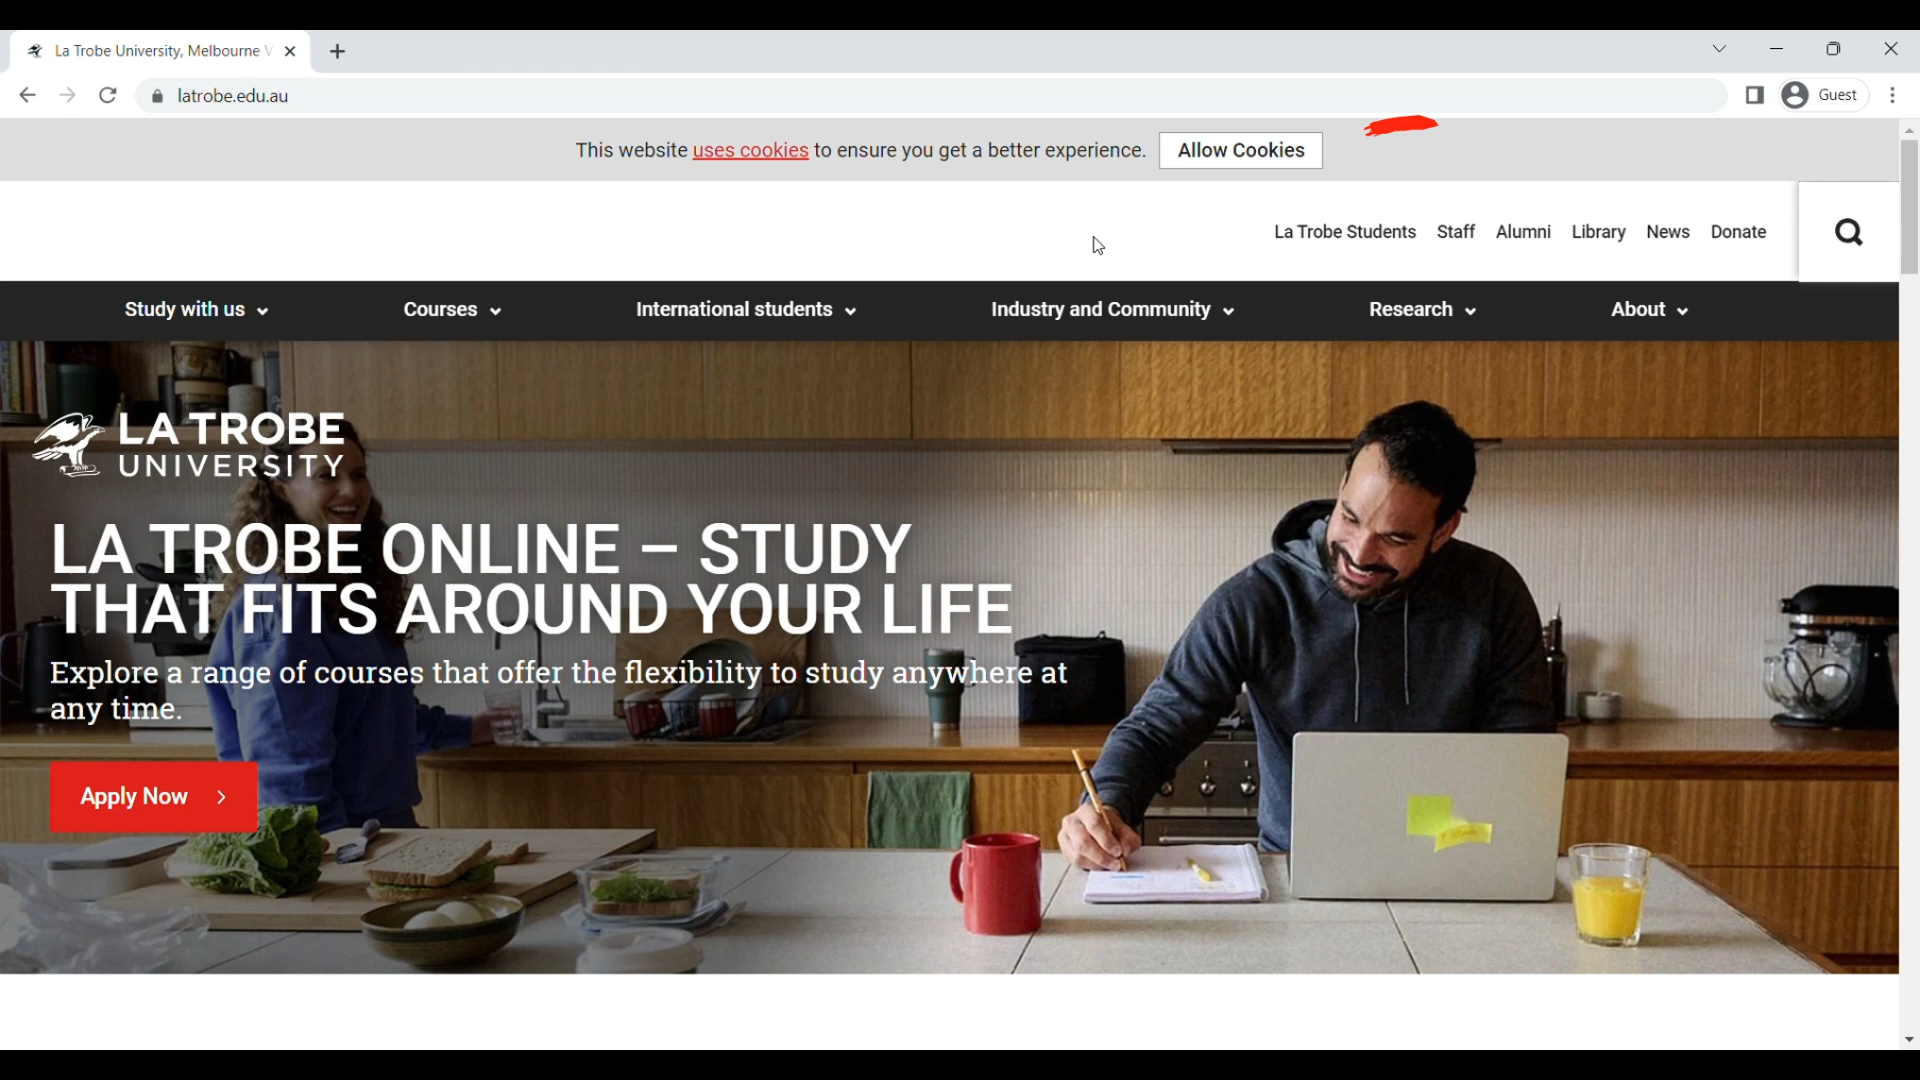 La Trobe University, Melbourne V
latrobe.edu.au
Guest
This website uses cookies to ensure you get a better experience. Allow Cookies
La Trobe Students Staff Alumni Library News Donate
Study with us Courses International students Industry and Community Research About
LA TROBE
UNIVERSITY
LA TROBE ONLINE – STUDY
THAT FITS AROUND YOUR LIFE
Explore a range of courses that offer the flexibility to study anywhere at
any time.
Apply Now